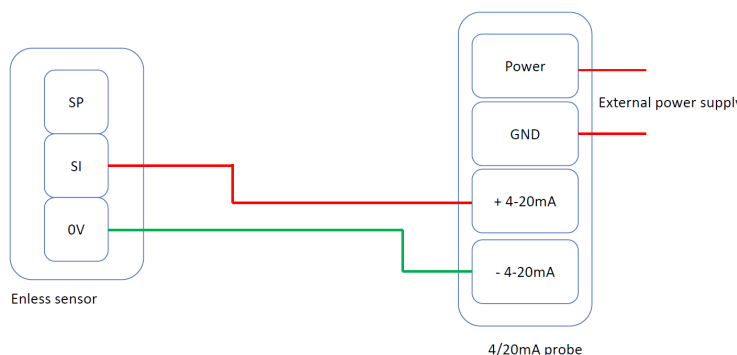 Enless sensor
SP
SI
0V
Power
GND
+ 4-20mA
- 4-20mA
External power supply
4/20mA probe